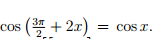 cos (3π/2 + 2x) = cos x.